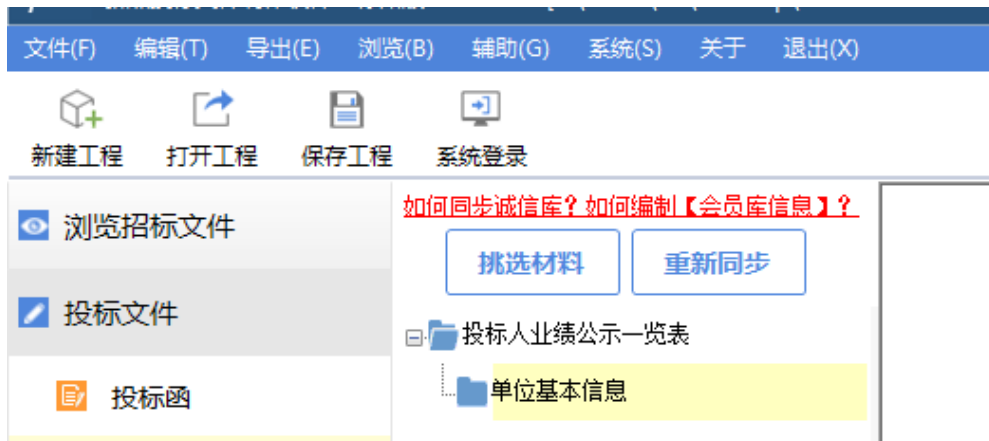 文件(F) 编辑(T) 导出(E) 浏览(B) 辅助(G) 系统(S) 关于 退出(X)
新建工程 打开工程 保存工程 系统登录
浏览招标文件
投标文件
投标函
如何同步诚信库？如何编制【会员库信息】？
挑选材料 重新同步
投标人业绩公示一览表
单位基本信息